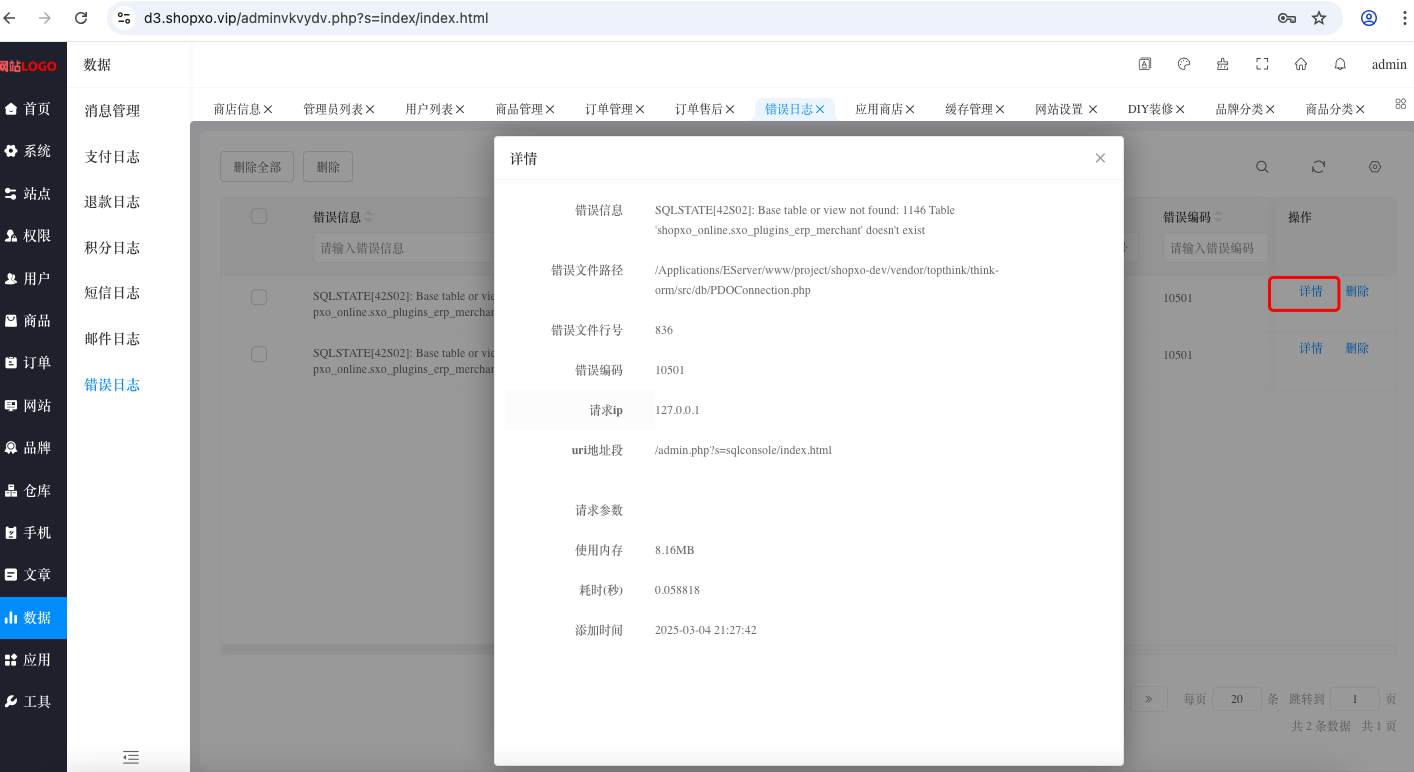 d3.shopxo.vip/adminvkvydv.php?s=index/index.html
网站LOGO
首页
系统
站点
权限
用户
商品
订单
网站
品牌
仓库
手机
文章
数据
应用
工具
数据
消息管理
支付日志
退款日志
积分日志
短信日志
邮件日志
错误日志
admin
商店信息
管理员列表
用户列表
商品管理
订单管理
订单售后
错误日志
应用商店
缓存管理
网站设置
DIY装修
品牌分类
商品分类
删除全部
删除
错误信息
错误编码
操作
请输入错误信息
号
请输入错误编码
SQLSTATE[42S02]: Base table or vie
pxo_online.sxo_plugins_erp_merchan
10501
详情
删除
SQLSTATE[42S02]: Base table or vie
pxo_online.sxo_plugins_erp_merchan
10501
详情
删除
详情
错误信息
SQLSTATE[42S02]: Base table or view not found: 1146 Table
'shopxo_online.sxo_plugins_erp_merchant' doesn't exist
错误文件路径
/Applications/EServer/www/project/shopxo-dev/vendor/topthink/think-
orm/src/db/PDOConnection.php
错误文件行号
836
错误编码
10501
请求ip
127.0.0.1
uri地址段
/admin.php?s=sqlconsole/index.html
请求参数
使用内存
8.16MB
耗时(秒)
0.058818
添加时间
2025-03-04 21:27:42
» 每页 20 条 跳转到 1 页
共 2 条数据 共 1 页